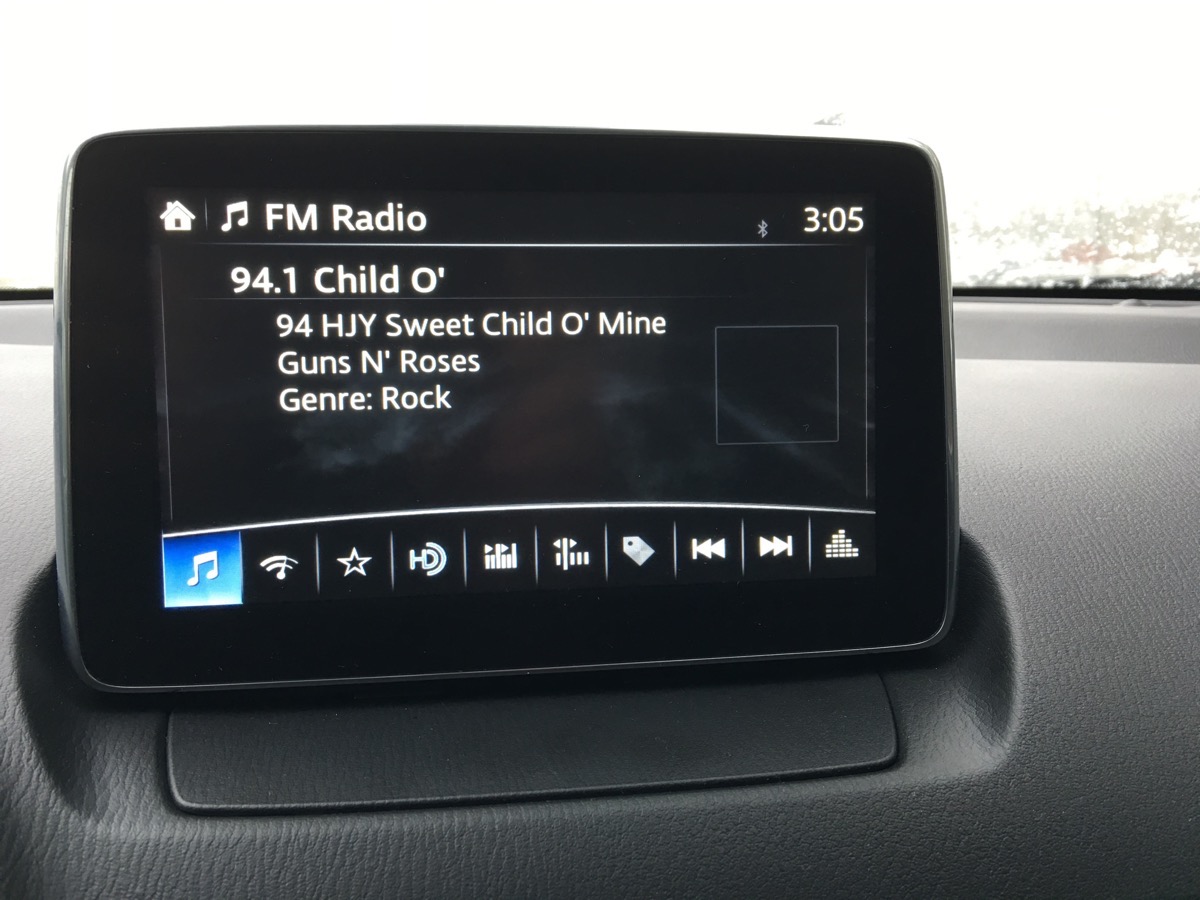 FM Radio
3:05
94.1 Child O'
94 HJY Sweet Child O' Mine
Guns N' Roses
Genre: Rock
HD